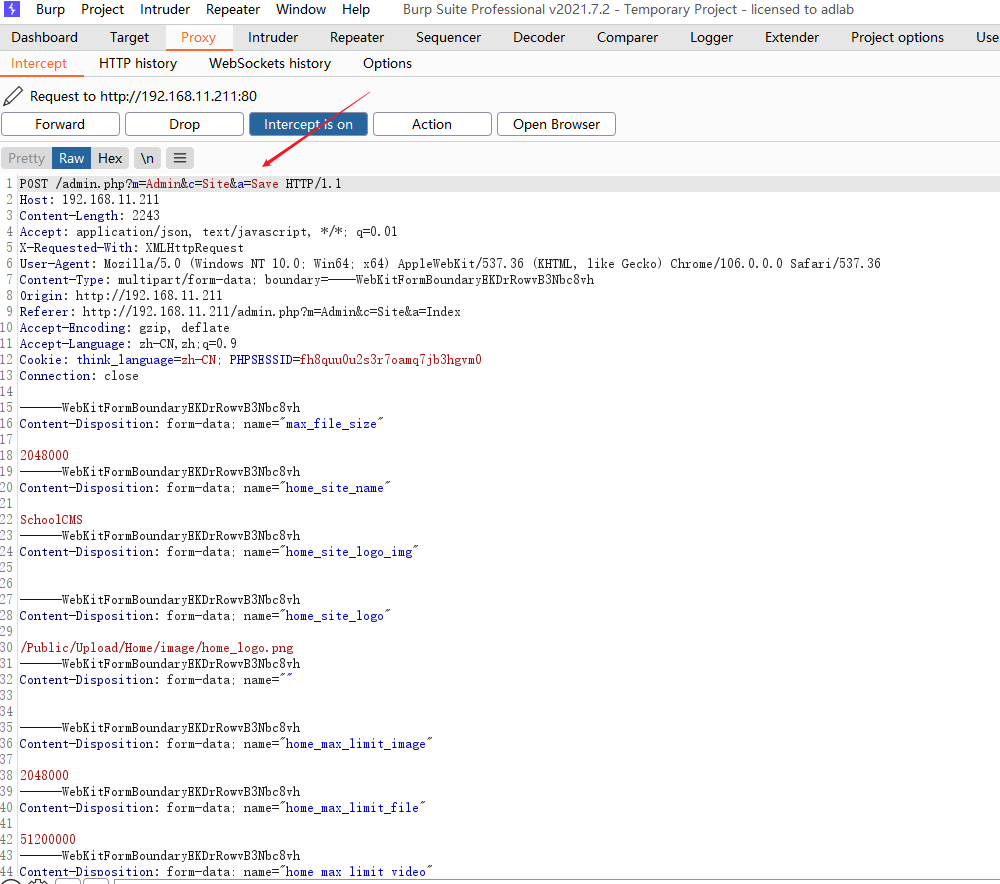 Burp Project Intruder Repeater Window Help Burp Suite Professional v2021.7.2 - Temporary Project - licensed to adlab
Dashboard Target Proxy Intruder Repeater Sequencer Decoder Comparer Logger Extender Project options Use
Intercept HTTP history WebSockets history Options
Request to http://192.168.11.211:80
Forward Drop Intercept is on Action Open Browser
Pretty Raw Hex \n
1 POST /admin.php?m=Admin&c=Site&a=Save HTTP/1.1
2 Host: 192.168.11.211
3 Content-Length: 2243
4 Accept: application/json, text/javascript, */*; q=0.01
5 X-Requested-With: XMLHttpRequest
6 User-Agent: Mozilla/5.0 (Windows NT 10.0; Win64; x64) AppleWebKit/537.36 (KHTML, like Gecko) Chrome/106.0.0.0 Safari/537.36
7 Content-Type: multipart/form-data; boundary=----WebKitFormBoundaryEKDrRowvB3Nbc8vh
8 Origin: http://192.168.11.211
9 Referer: http://192.168.11.211/admin.php?m=Admin&c=Site&a=Index
10 Accept-Encoding: gzip, deflate
11 Accept-Language: zh-CN,zh;q=0.9
12 Cookie: think_language=zh-CN; PHPSESSID=fh8quu0u2s3r7oamq7jb3hgvm0
13 Connection: close
14
15 ------WebKitFormBoundaryEKDrRowvB3Nbc8vh
16 Content-Disposition: form-data; name="max_file_size"
17
18 2048000
19 ------WebKitFormBoundaryEKDrRowvB3Nbc8vh
20 Content-Disposition: form-data; name="home_site_name"
21
22 SchoolCMS
23 ------WebKitFormBoundaryEKDrRowvB3Nbc8vh
24 Content-Disposition: form-data; name="home_site_logo_img"
25
26
27 ------WebKitFormBoundaryEKDrRowvB3Nbc8vh
28 Content-Disposition: form-data; name="home_site_logo"
29
30 /Public/Upload/Home/image/home_logo.png
31 ------WebKitFormBoundaryEKDrRowvB3Nbc8vh
32 Content-Disposition: form-data; name=""
33
34
35 ------WebKitFormBoundaryEKDrRowvB3Nbc8vh
36 Content-Disposition: form-data; name="home_max_limit_image"
37
38 2048000
39 ------WebKitFormBoundaryEKDrRowvB3Nbc8vh
40 Content-Disposition: form-data; name="home_max_limit_file"
41
42 51200000
43 ------WebKitFormBoundaryEKDrRowvB3Nbc8vh
44 Content-Disposition: form-data; name="home_max_limit_video"